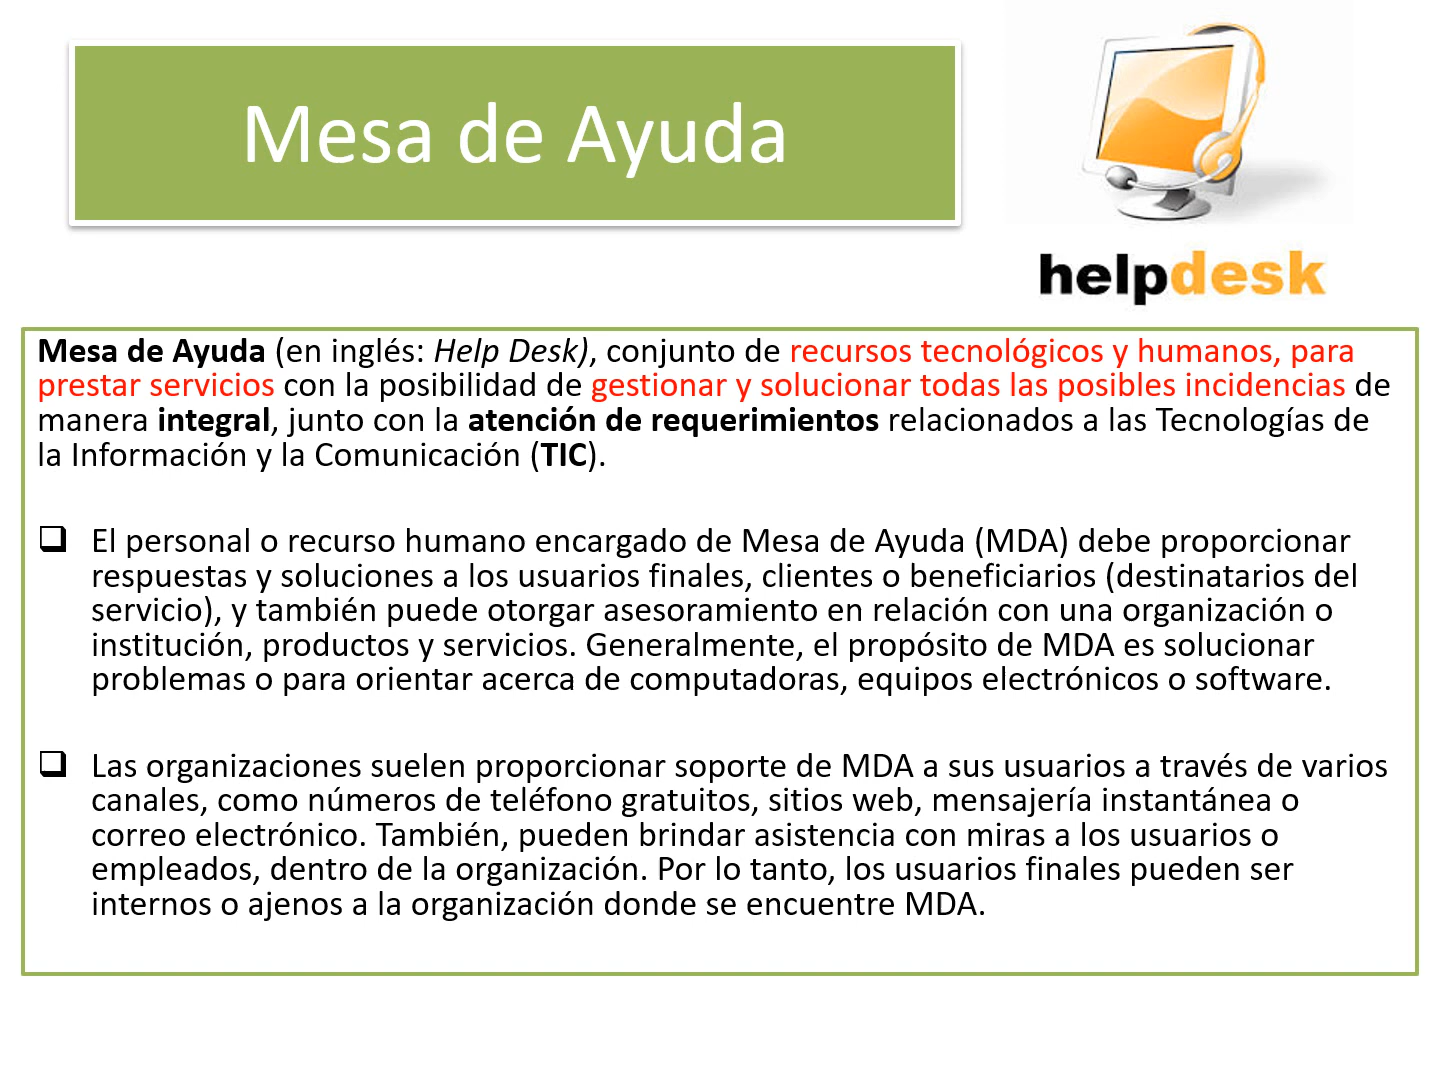 Mesa de Ayuda
helpdesk
Mesa de Ayuda (en inglés: Help Desk), conjunto de recursos tecnológicos y humanos, para
prestar servicios con la posibilidad de gestionar y solucionar todas las posibles incidencias de
manera integral, junto con la atención de requerimientos relacionados a las Tecnologías de
la Información y la Comunicación (TIC).
❑ El personal o recurso humano encargado de Mesa de Ayuda (MDA) debe proporcionar
respuestas y soluciones a los usuarios finales, clientes o beneficiarios (destinatarios del
servicio), y también puede otorgar asesoramiento en relación con una organización o
institución, productos y servicios. Generalmente, el propósito de MDA es solucionar
problemas o para orientar acerca de computadoras, equipos electrónicos o software.
❑ Las organizaciones suelen proporcionar soporte de MDA a sus usuarios a través de varios
canales, como números de teléfono gratuitos, sitios web, mensajería instantánea o
correo electrónico. También, pueden brindar asistencia con miras a los usuarios o
empleados, dentro de la organización. Por lo tanto, los usuarios finales pueden ser
internos o ajenos a la organización donde se encuentre MDA.